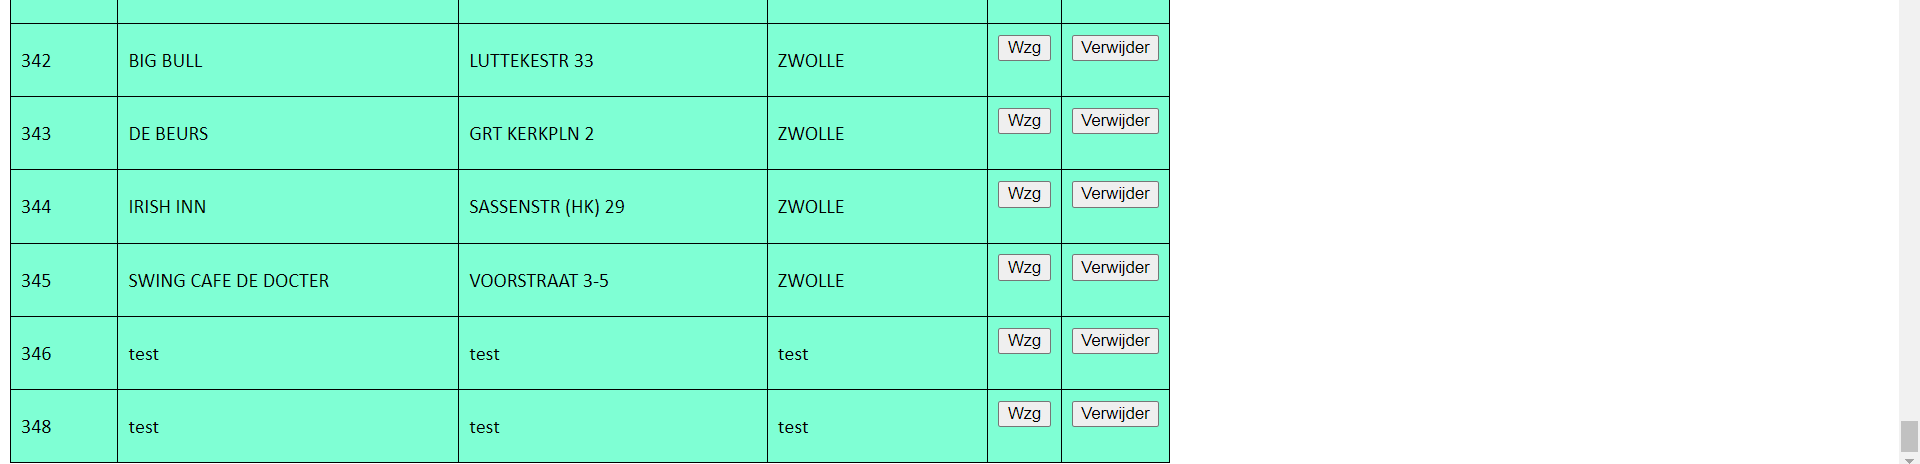 342 BIG BULL LUTTEKESTR 33 ZWOLLE Wzg Verwijder
343 DE BEURS GRT KERKPLN 2 ZWOLLE Wzg Verwijder
344 IRISH INN SASSENSTR (HK) 29 ZWOLLE Wzg Verwijder
345 SWING CAFE DE DOCTER VOORSTRAAT 3-5 ZWOLLE Wzg Verwijder
346 test test test Wzg Verwijder
348 test test test Wzg Verwijder